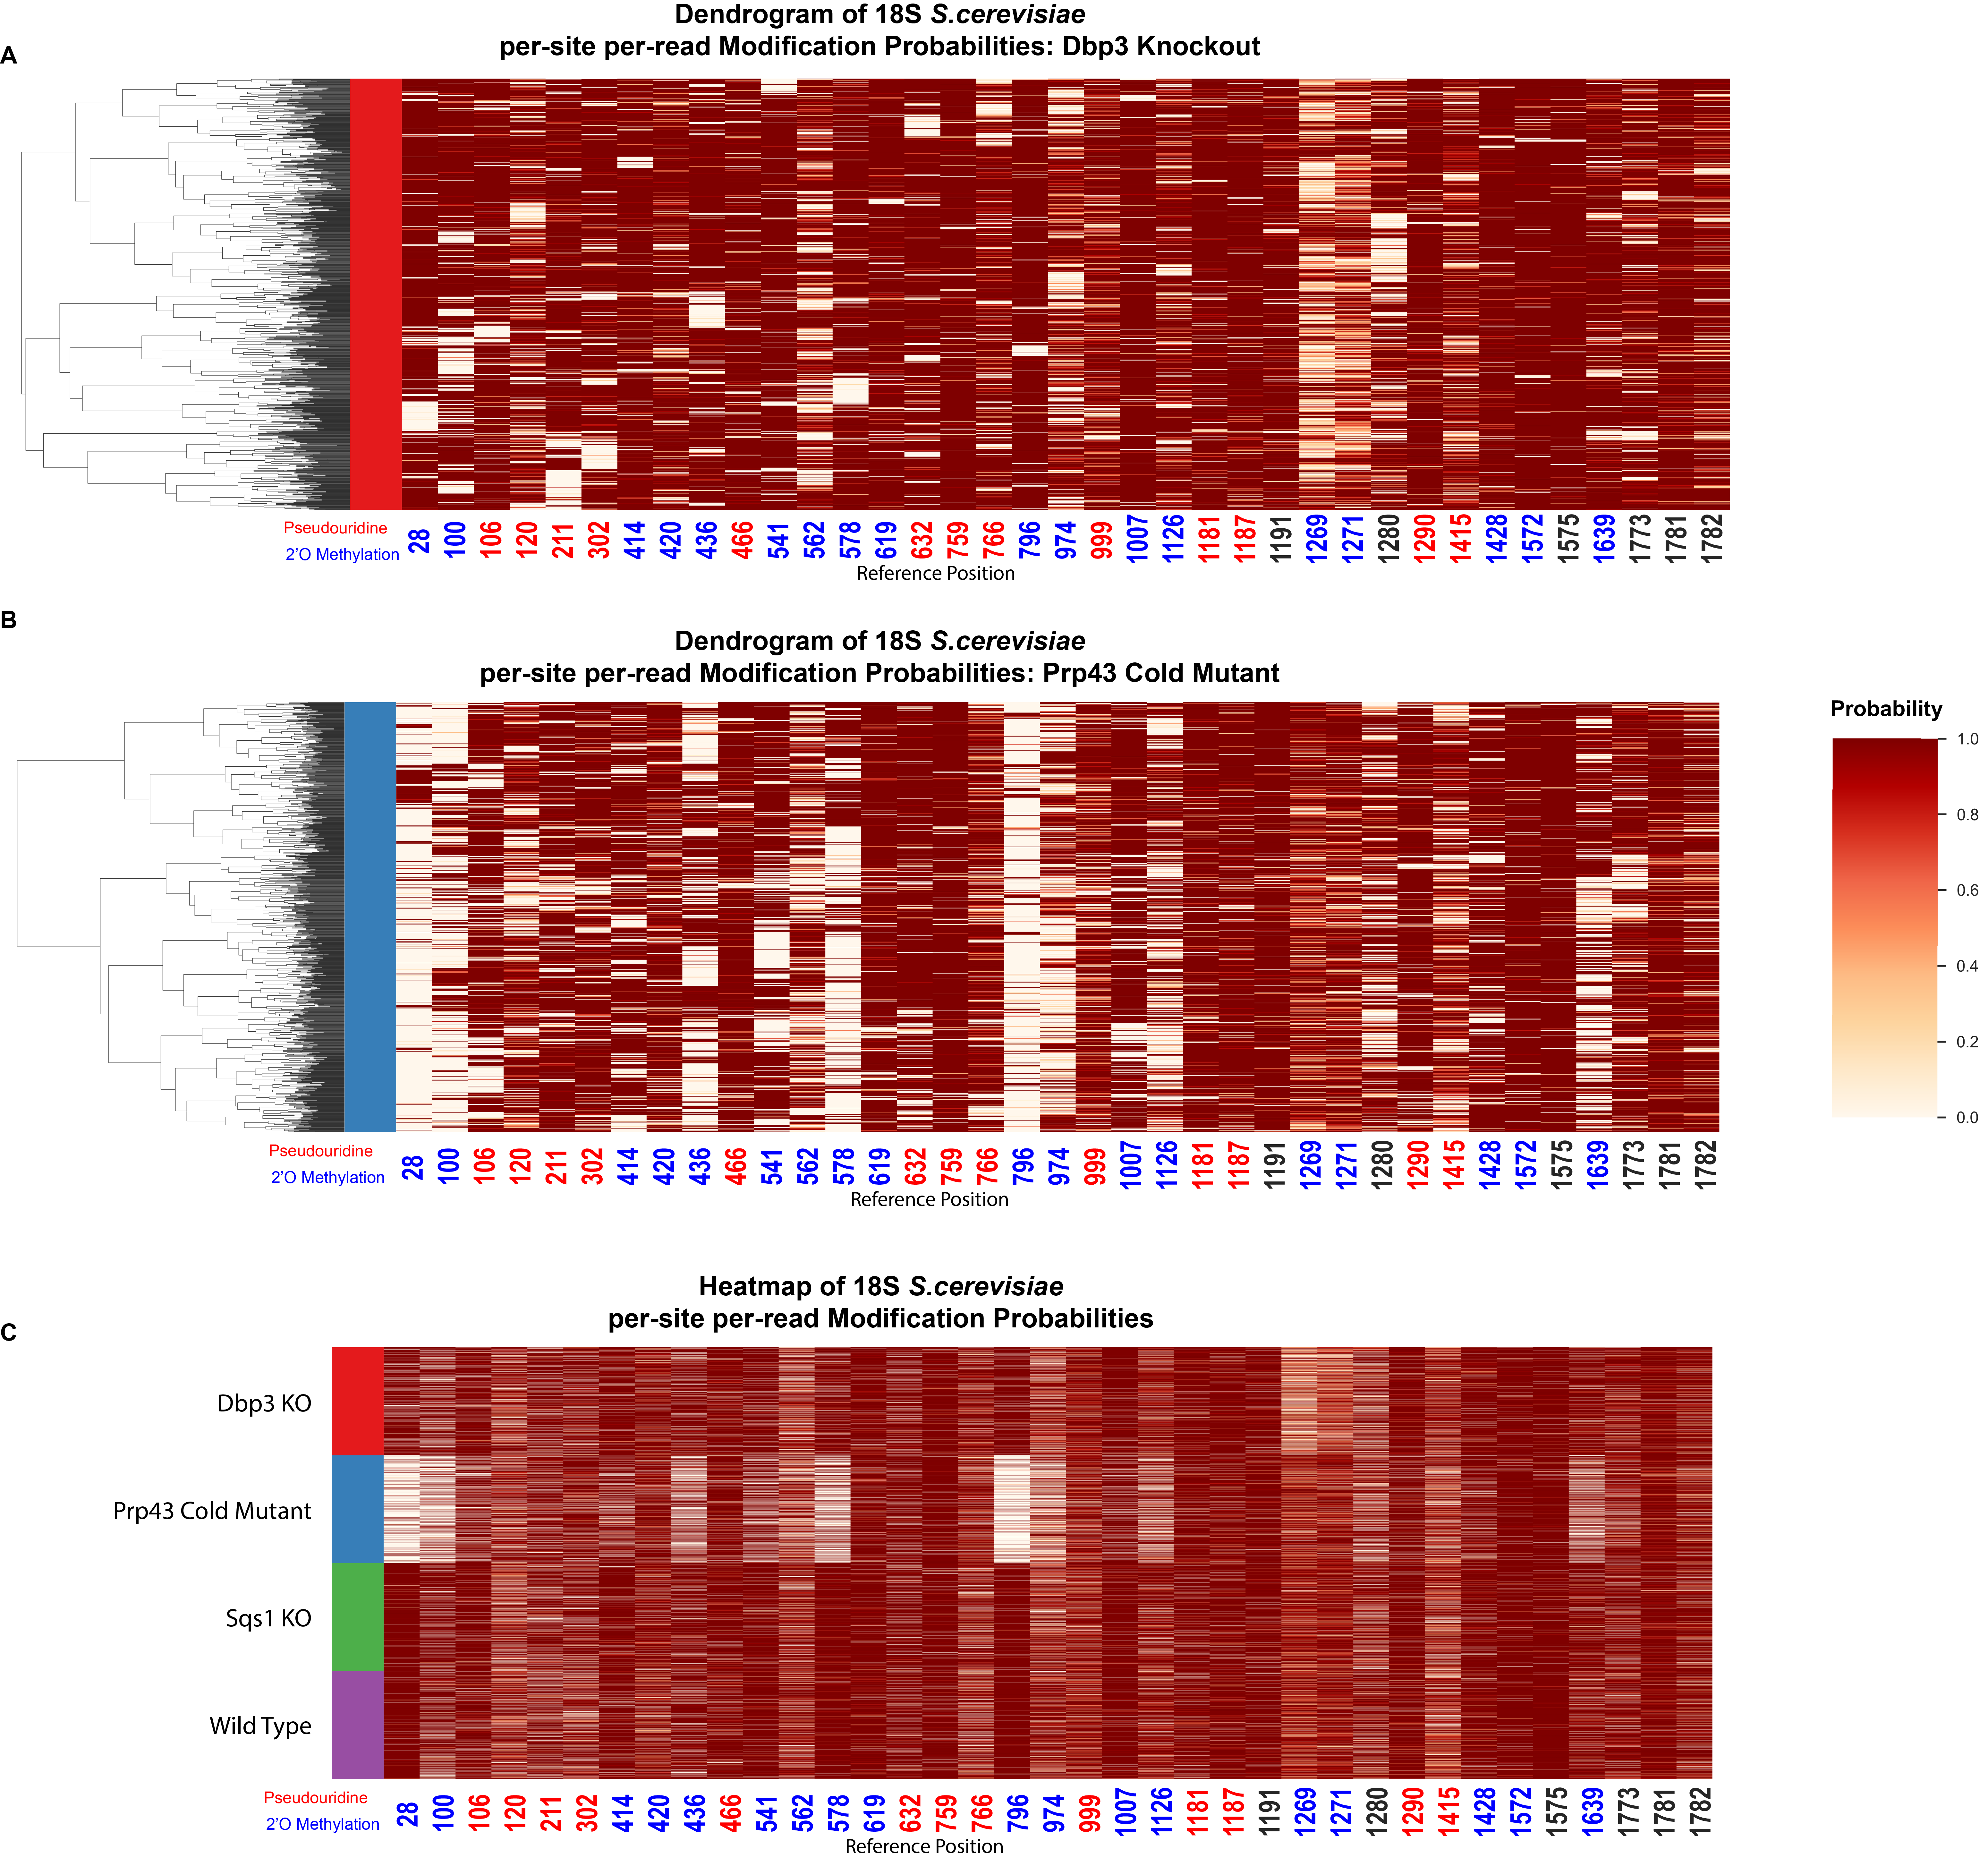 Dendrogram of 18S S.cerevisiae
per-site per-read Modification Probabilities: Dbp3 Knockout
A
Pseudouridine
2'O Methylation
28 100 106 120 211 302 414 420 436 466 541 562 578 619 632 759 766 796 974 999 1007 1126 1181 1187 1191 1269 1271 1280 1290 1415 1428 1572 1575 1639 1773 1781 1782
Reference Position
B
Dendrogram of 18S S.cerevisiae
per-site per-read Modification Probabilities: Prp43 Cold Mutant
Probability
1.0
0.8
0.6
0.4
0.2
0.0
Pseudouridine
2'O Methylation
28 100 106 120 211 302 414 420 436 466 541 562 578 619 632 759 766 796 974 999 1007 1126 1181 1187 1191 1269 1271 1280 1290 1415 1428 1572 1575 1639 1773 1781 1782
Reference Position
Heatmap of 18S S.cerevisiae
per-site per-read Modification Probabilities
C
Dbp3 KO
Prp43 Cold Mutant
Sqs1 KO
Wild Type
Pseudouridine
2'O Methylation
28 100 106 120 211 302 414 420 436 466 541 562 578 619 632 759 766 796 974 999 1007 1126 1181 1187 1191 1269 1271 1280 1290 1415 1428 1572 1575 1639 1773 1781 1782
Reference Position